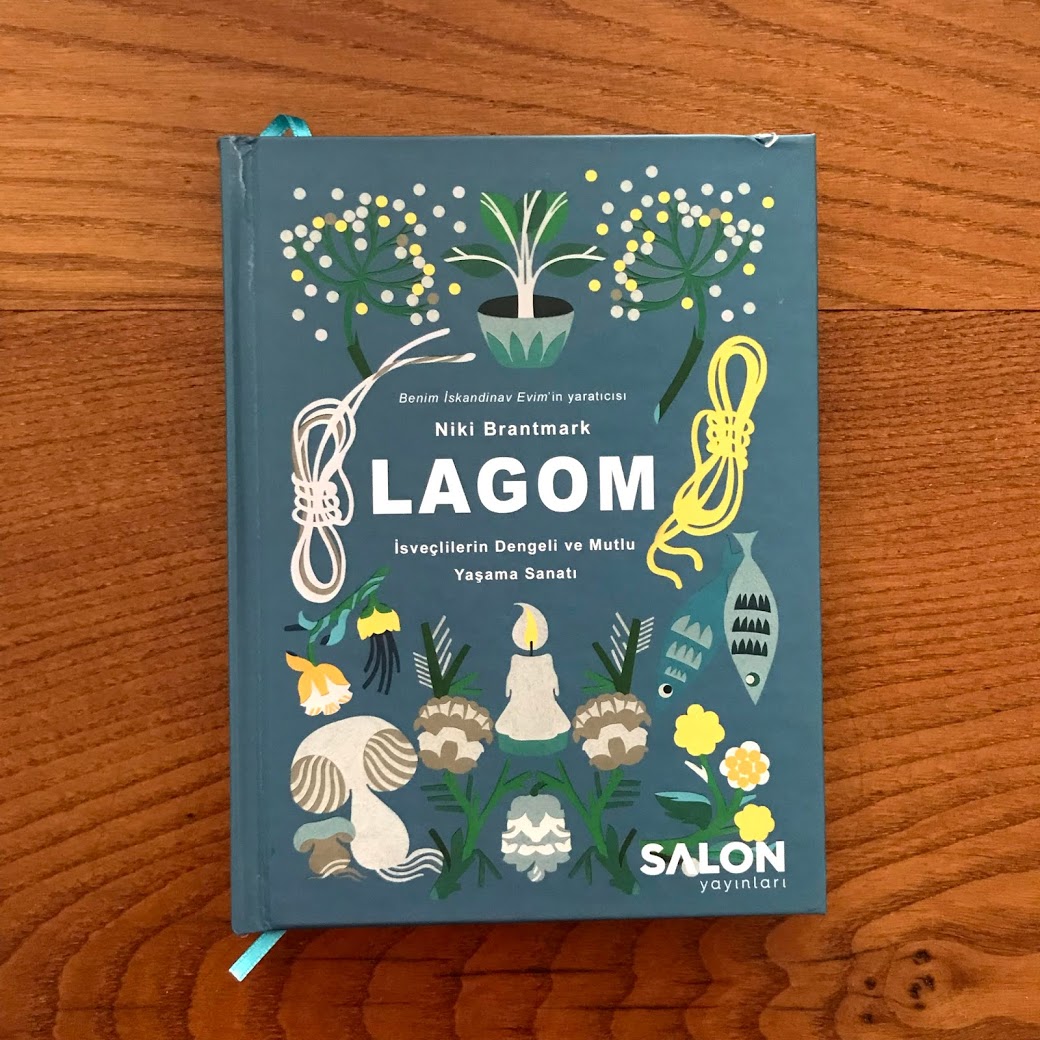 Benim İskandinav Evim'in yaratıcısı
Niki Brantmark
LAGOM
İsveçlilerin Dengeli ve Mutlu
Yaşama Sanatı
SALON
yayınları